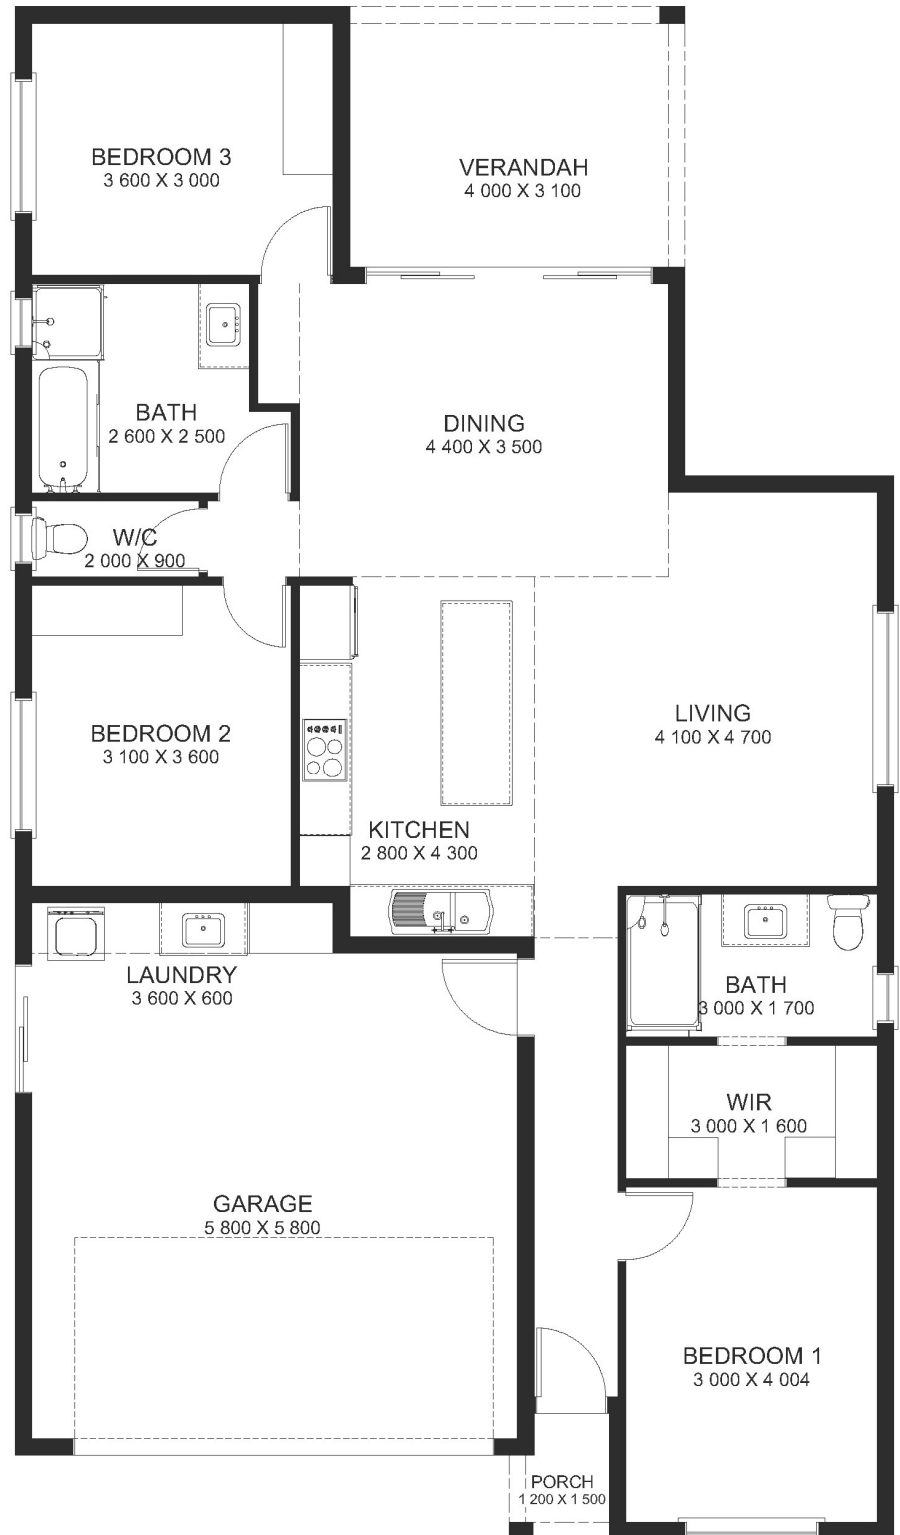 BEDROOM 3
3 600 X 3 000
VERANDAH
4 000 X 3 100
BATH
2 600 X 2 500
DINING
4 400 X 3 500
W/C
2 000 X 900
BEDROOM 2
3 100 X 3 600
LIVING
4 100 X 4 700
KITCHEN
2 800 X 4 300
LAUNDRY
3 600 X 600
BATH
3 000 X 1 700
WIR
3 000 X 1 600
GARAGE
5 800 X 5 800
BEDROOM 1
3 000 X 4 004
PORCH
1 200 X 1 500